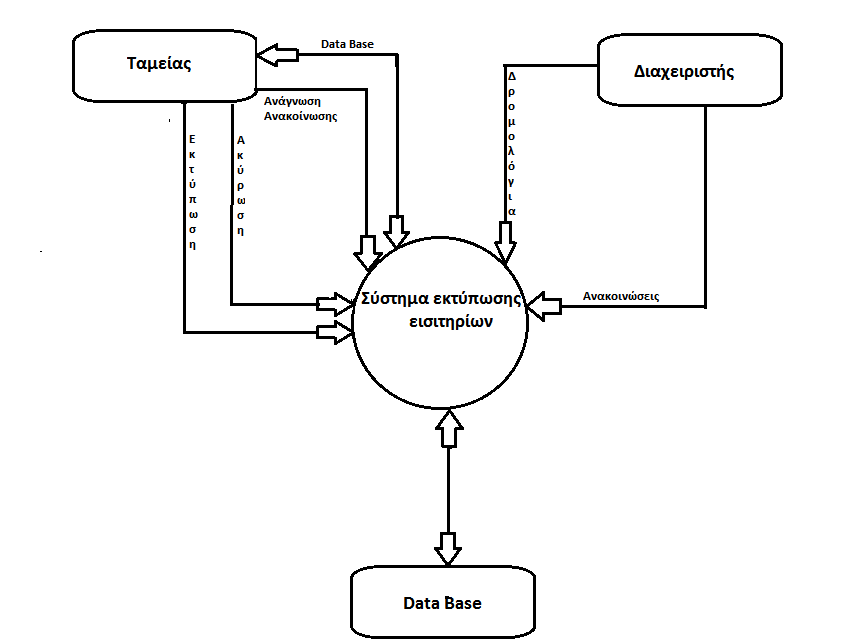 Data Base
Ταμείας
Διαχειριστής
Ανάγνωση
Ανακοίνωσης
Δρομολόγια
Εκτύπωση
Ακύρωση
Ανακοινώσεις
Σύστημα εκτύπωσης
εισιτηρίων
Data Base